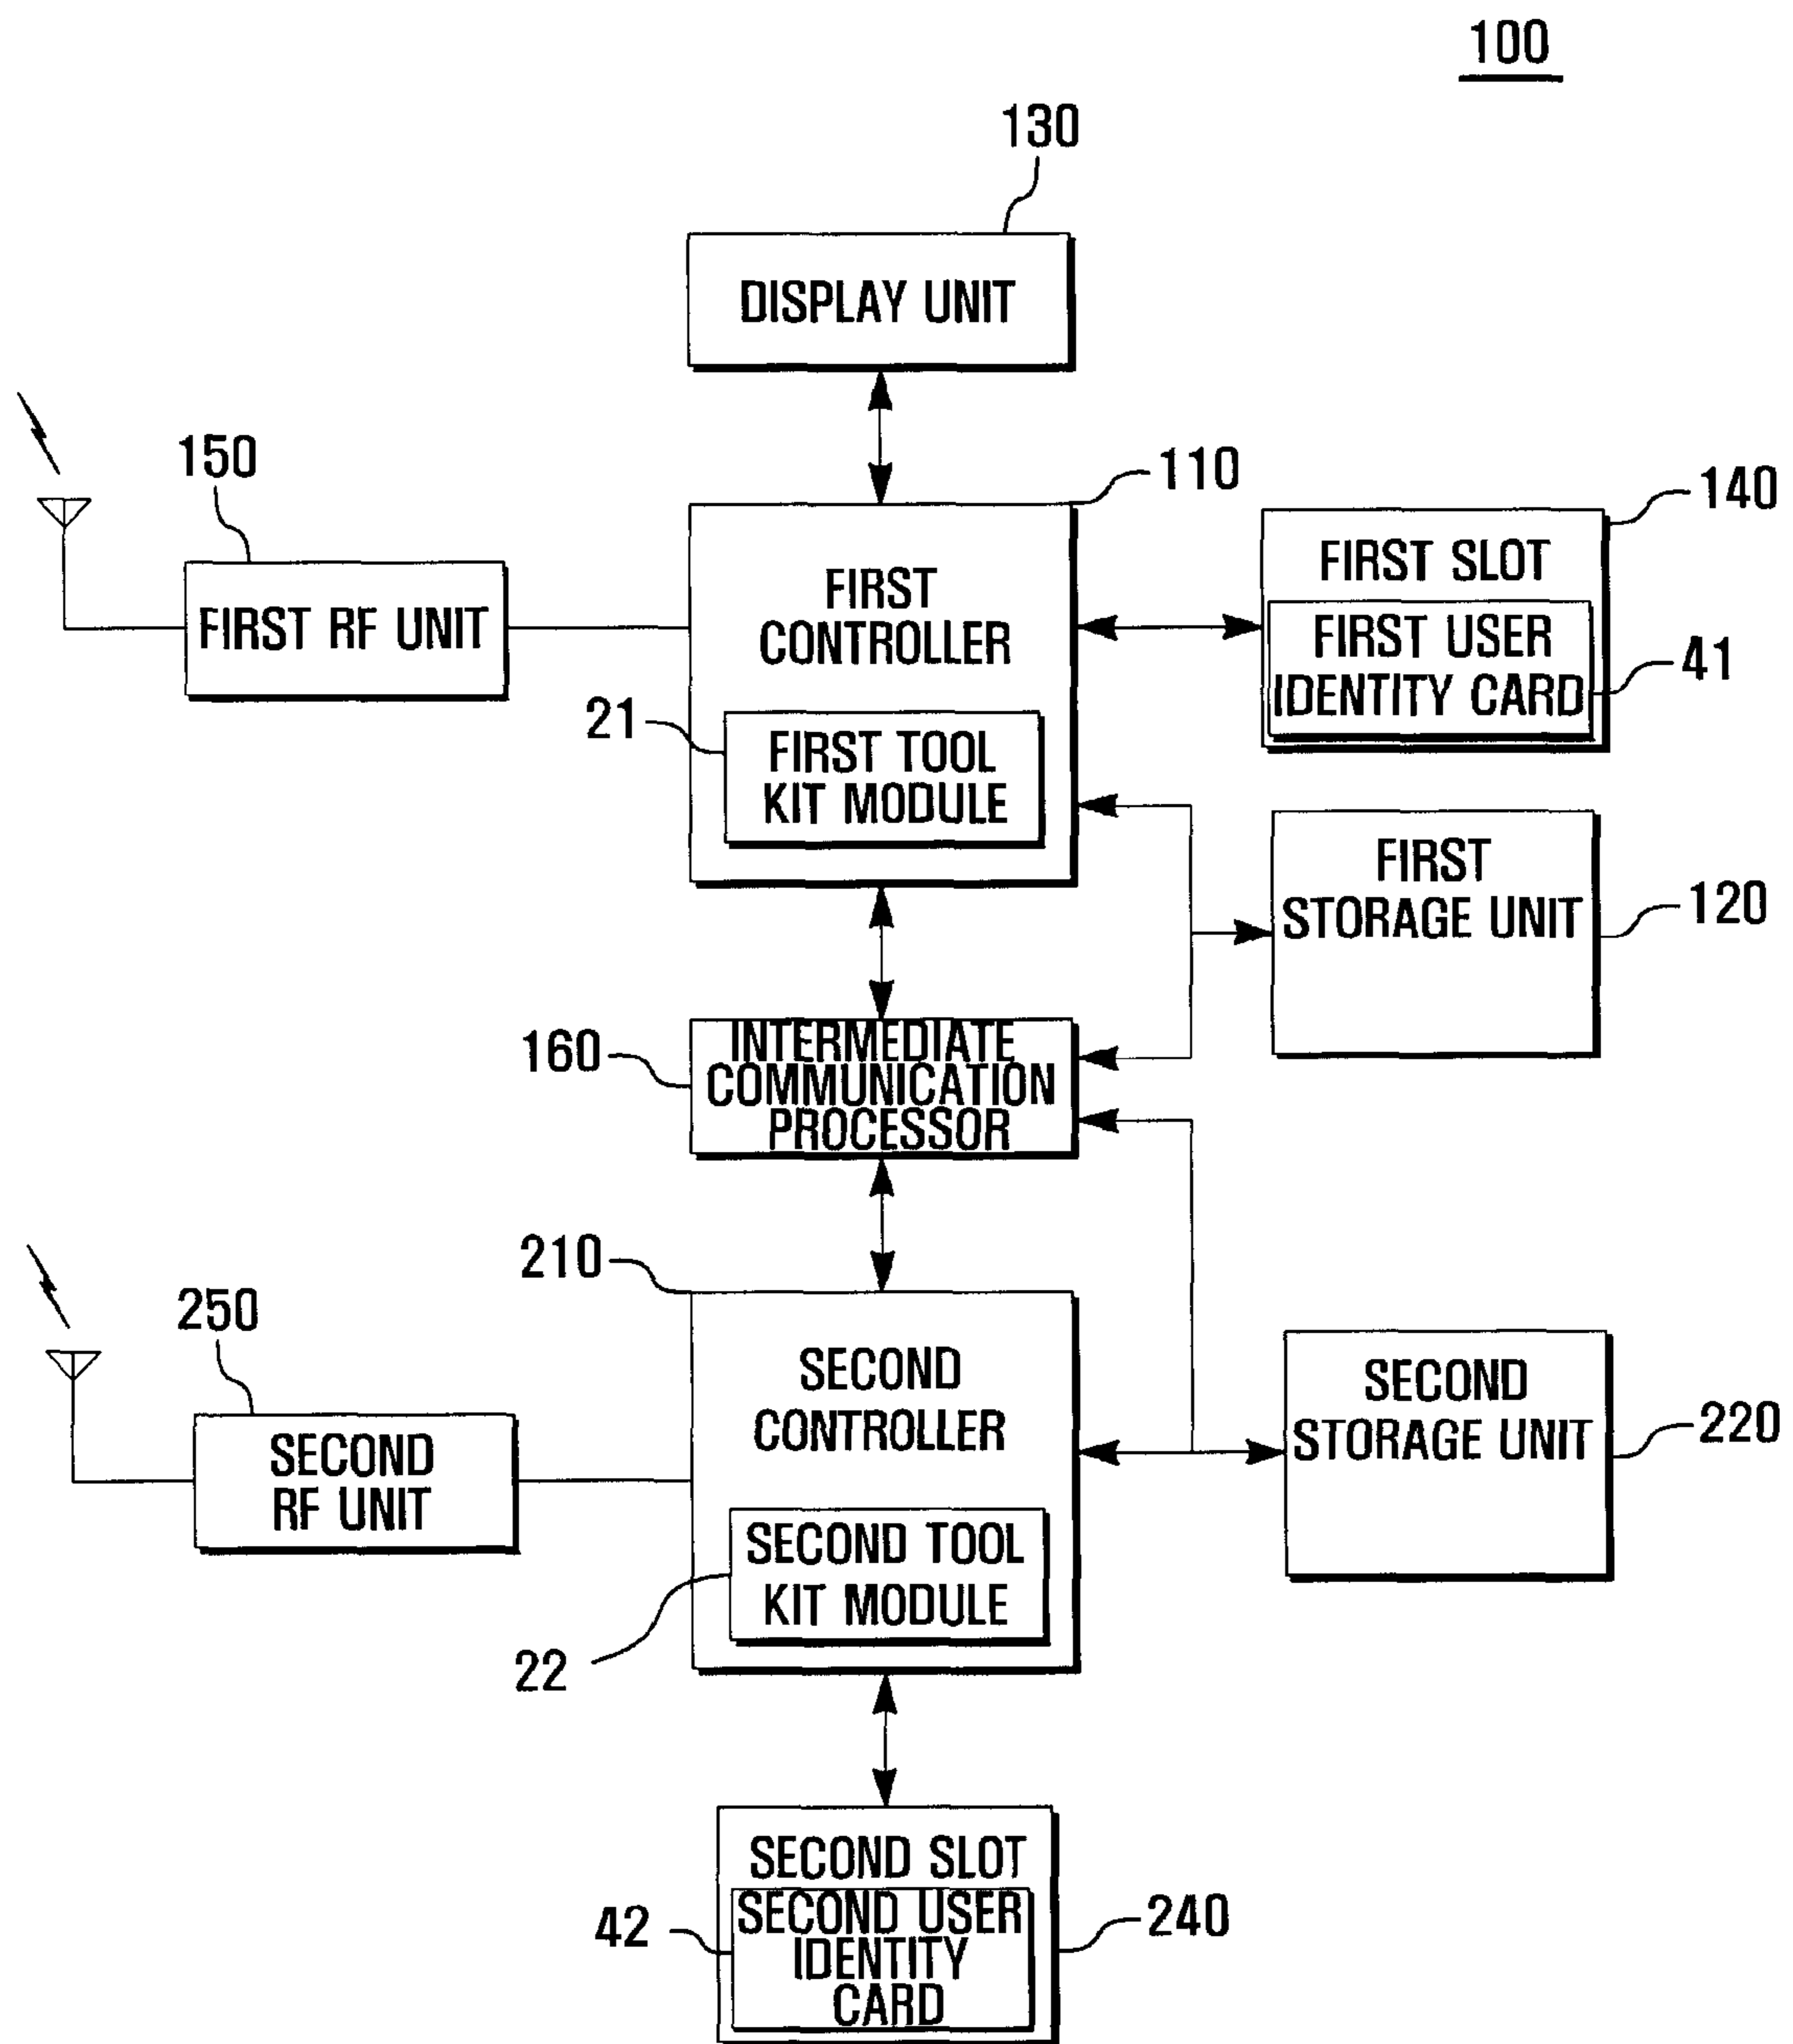 100
130
DISPLAY UNIT
150
110
140
FIRST RF UNIT
FIRST
CONTROLLER
FIRST SLOT
FIRST USER
IDENTITY CARD
41
21
FIRST TOOL
KIT MODULE
FIRST
STORAGE UNIT
120
160
INTERMEDIATE
COMMUNICATION
PROCESSOR
210
250
SECOND
CONTROLLER
SECOND
STORAGE UNIT
220
SECOND
RF UNIT
SECOND TOOL
KIT MODULE
22
SECOND SLOT
SECOND USER
IDENTITY
CARD
42
240